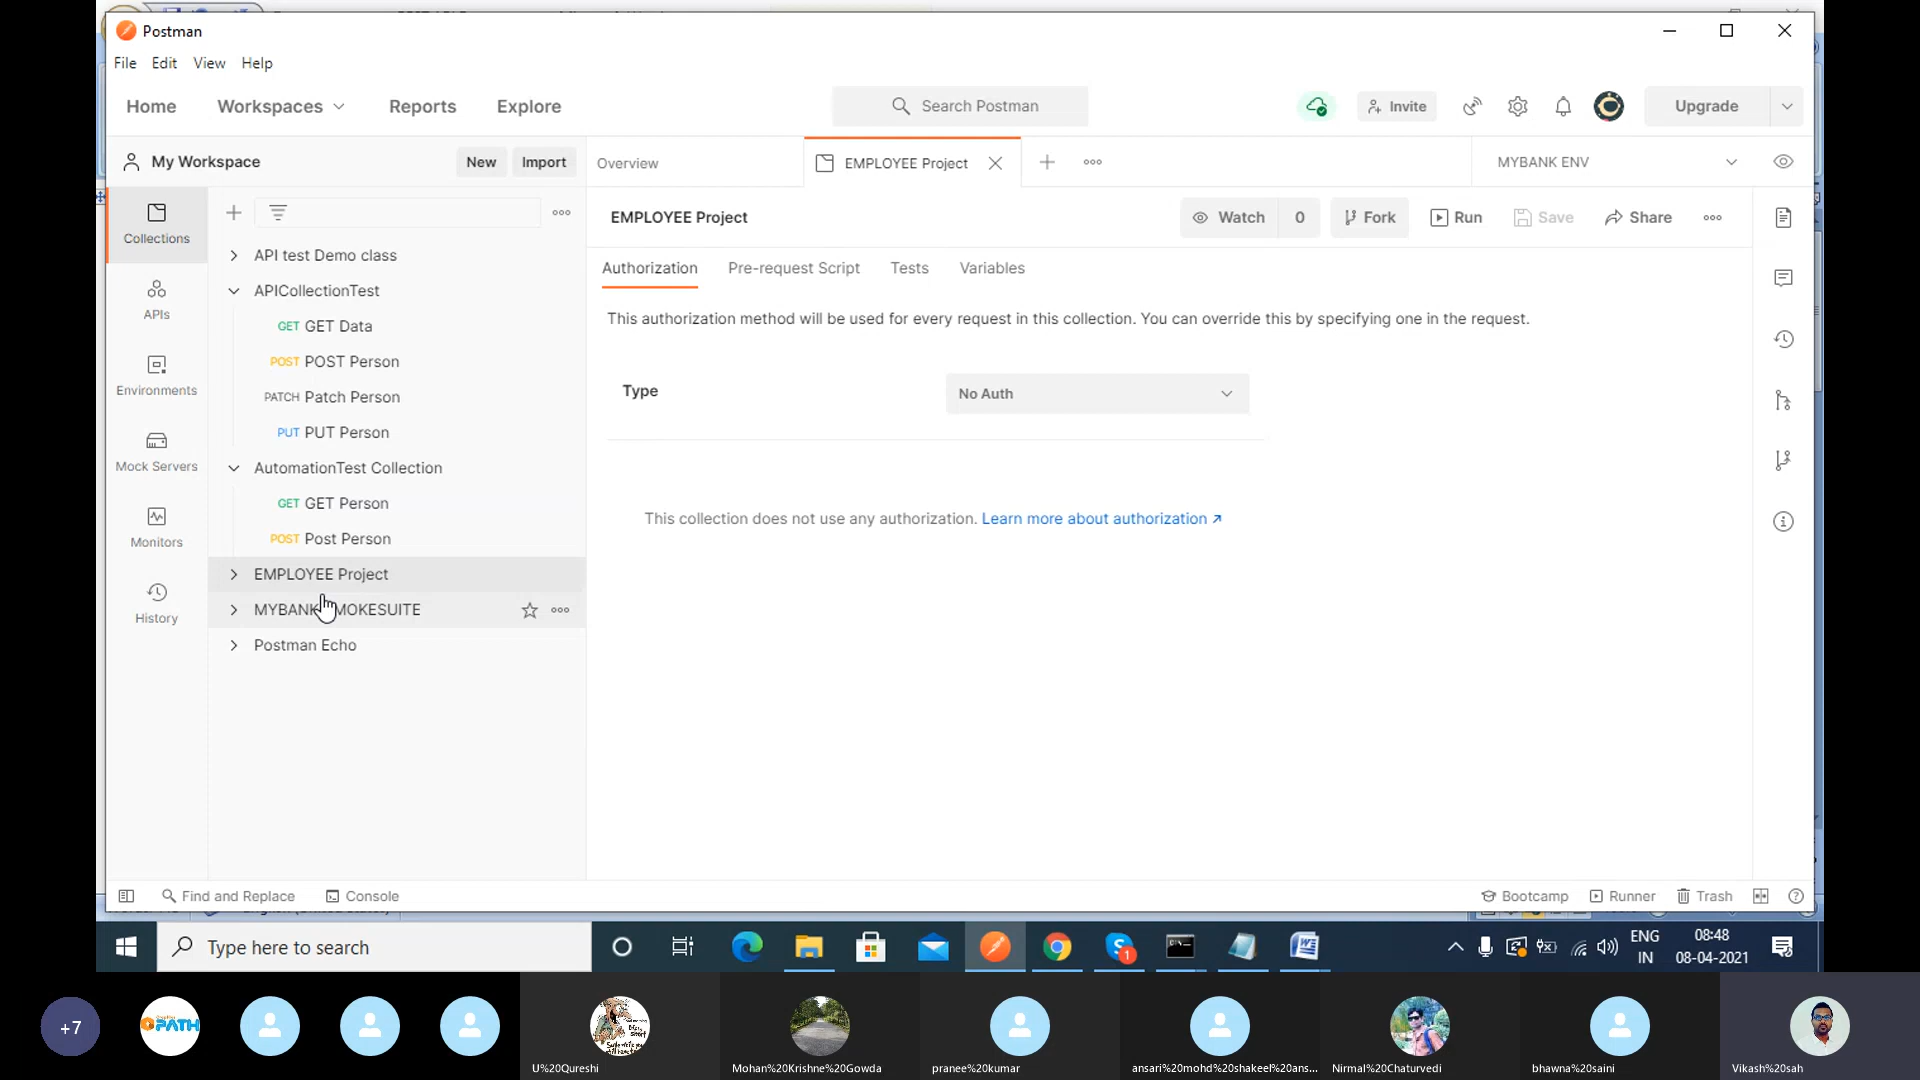 Postman
File Edit View Help
Home Workspaces Reports Explore
Search Postman
Invite
Upgrade
My Workspace
New Import
Overview
EMPLOYEE Project
MYBANK ENV
Collections
APIs
Environments
Mock Servers
Monitors
History
API test Demo class
APICollectionTest
GET GET Data
POST POST Person
PATCH Patch Person
PUT PUT Person
AutomationTest Collection
GET GET Person
POST Post Person
EMPLOYEE Project
MYBANK MOKESUITE
Postman Echo
EMPLOYEE Project
Watch 0 Fork Run Save Share
Authorization Pre-request Script Tests Variables
This authorization method will be used for every request in this collection. You can override this by specifying one in the request.
Type
No Auth
This collection does not use any authorization. Learn more about authorization
Find and Replace Console
Bootcamp Runner Trash
Type here to search
1
ENG
IN
08:48
08-04-2021
+7
PATH
U%20Qureshi
Mohan%20Krishne%20Gowda
pranee%20kumar
ansari%20mohd%20shakeel%20ans...
Nirmal%20Chaturvedi
bhawna%20saini
Vikash%20sah